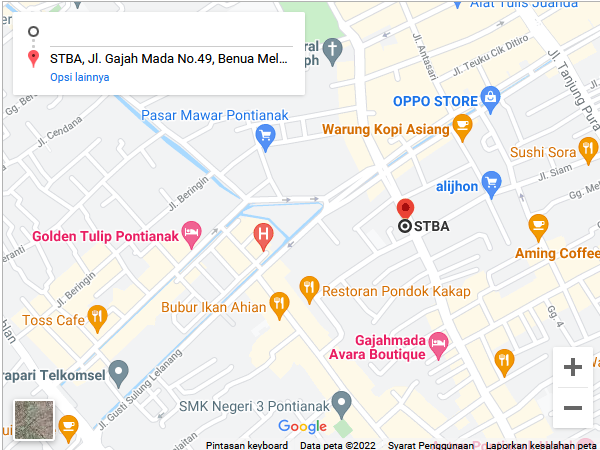 Alat Tulis Juanda
STBA, Jl. Gajah Mada No.49, Benua Mel...
Opsi lainnya
Jl. Antasari
Jl. Teuku Cik Ditiro
Jl. Tanjung Pura
OPPO STORE
Pasar Mawar Pontianak
Warung Kopi Asiang
Jl. Cendana
Sushi Sora
Jl. Siam
Jl. Beringin
alijhon
STBA
Golden Tulip Pontianak
H
Aming Coffee
Jl. Beringin
Restoran Pondok Kakap
Bubur Ikan Ahian
Toss Cafe
Gg. 4
Gajahmada
Avara Boutique
rapari Telkomsel
Jl. Gusti Sulung Lelanang
SMK Negeri 3 Pontianak
Google
Pintasan keyboard
Data peta ©2022
Syarat Penggunaan
Laporkan kesalahan peta